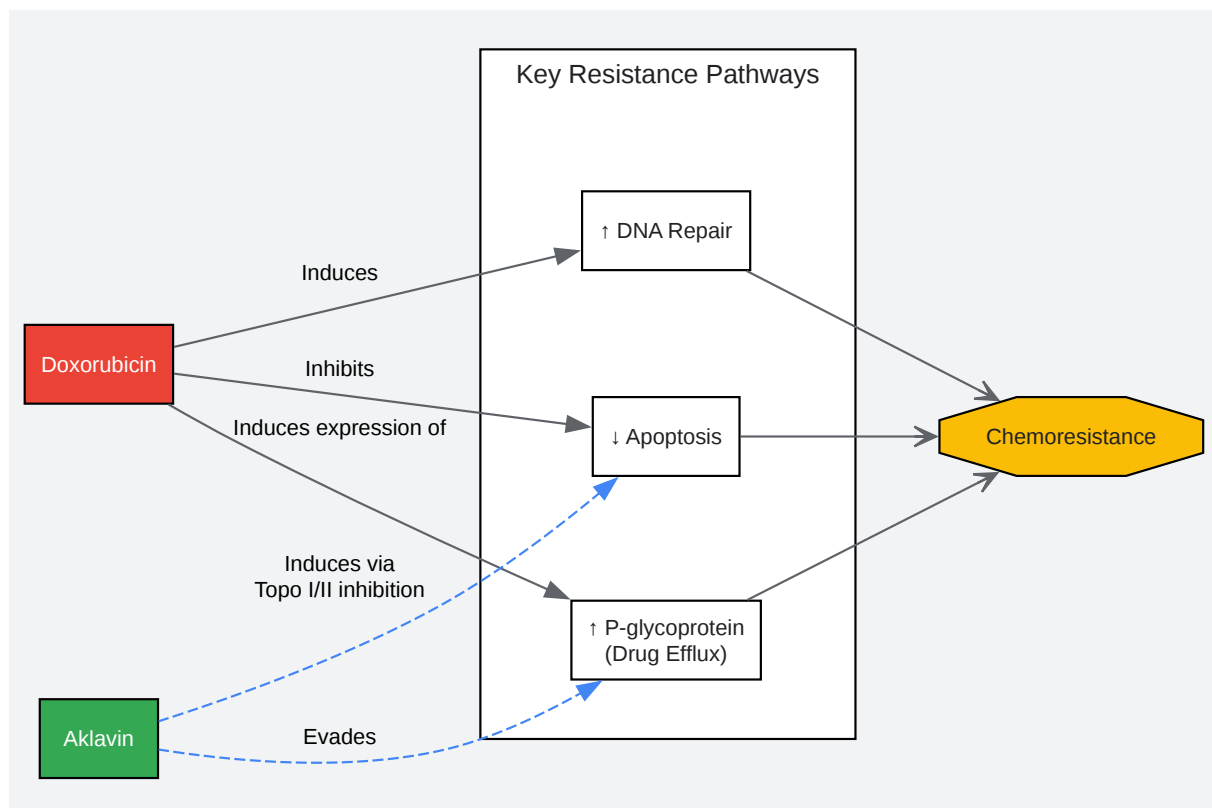 Key Resistance Pathways
↑ DNA Repair
Induces
Doxorubicin
Inhibits
Induces expression of
↓ Apoptosis
Chemoresistance
Induces via
Topo I/II inhibition
↑ P-glycoprotein
(Drug Efflux)
Aklavin
Evades